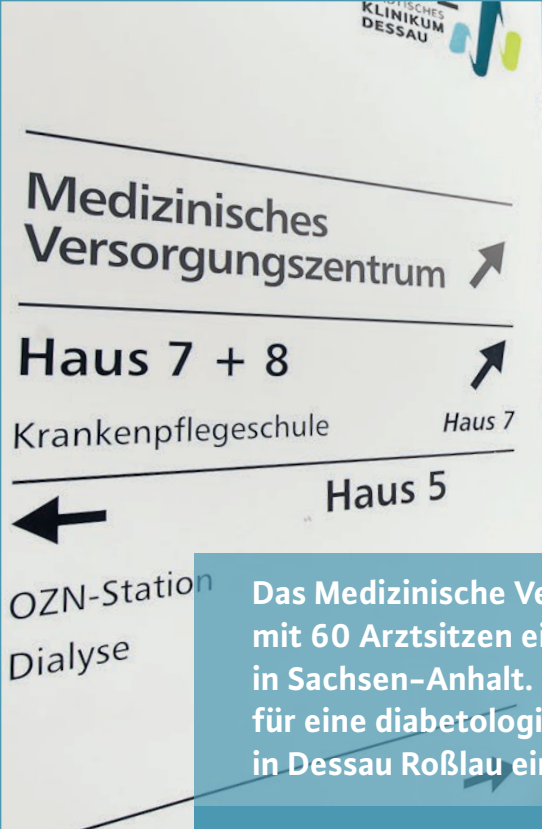 KLINIKUM
DESSAU
Medizinisches
Versorgungszentrum
Haus 7 + 8
Krankenpflegeschule
Haus 7
Haus 5
OZN-Station
Dialyse
Das Medizinische
mit 60 Arztsitzen
in Sachsen-Anhalt.
für eine
in Dessau Roßlau